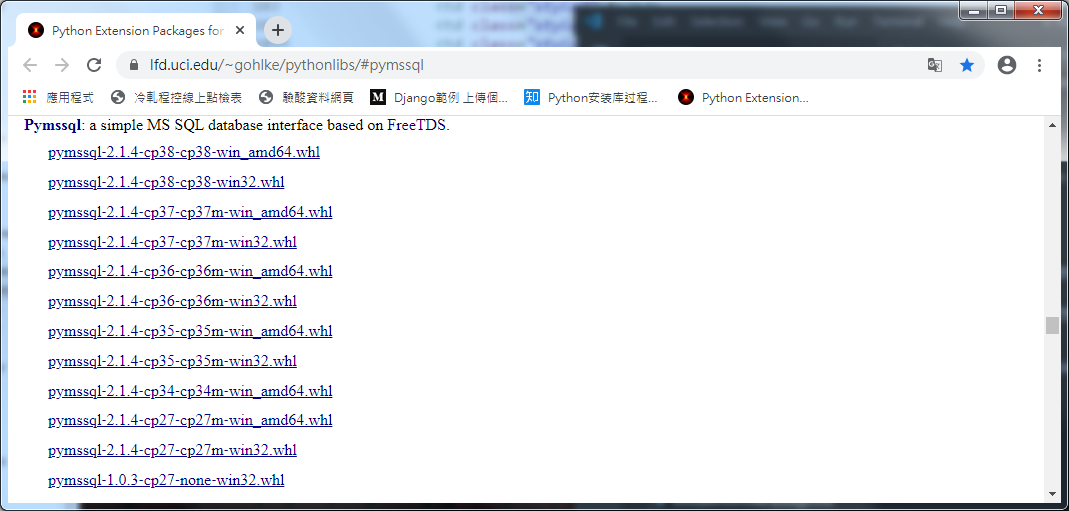 Python Extension Packages for
lfd.uci.edu/~gohlke/pythonlibs/#pymssql
應用程式 冷軋程控線上點檢表 驗酸資料網頁 M Django範例 上傳個... 知 Python安装库过程... Python Extension...
Pymssql: a simple MS SQL database interface based on FreeTDS.
pymssql-2.1.4-cp38-cp38-win_amd64.whl
pymssql-2.1.4-cp38-cp38-win32.whl
pymssql-2.1.4-cp37-cp37m-win_amd64.whl
pymssql-2.1.4-cp37-cp37m-win32.whl
pymssql-2.1.4-cp36-cp36m-win_amd64.whl
pymssql-2.1.4-cp36-cp36m-win32.whl
pymssql-2.1.4-cp35-cp35m-win_amd64.whl
pymssql-2.1.4-cp35-cp35m-win32.whl
pymssql-2.1.4-cp34-cp34m-win_amd64.whl
pymssql-2.1.4-cp27-cp27m-win_amd64.whl
pymssql-2.1.4-cp27-cp27m-win32.whl
pymssql-1.0.3-cp27-none-win32.whl